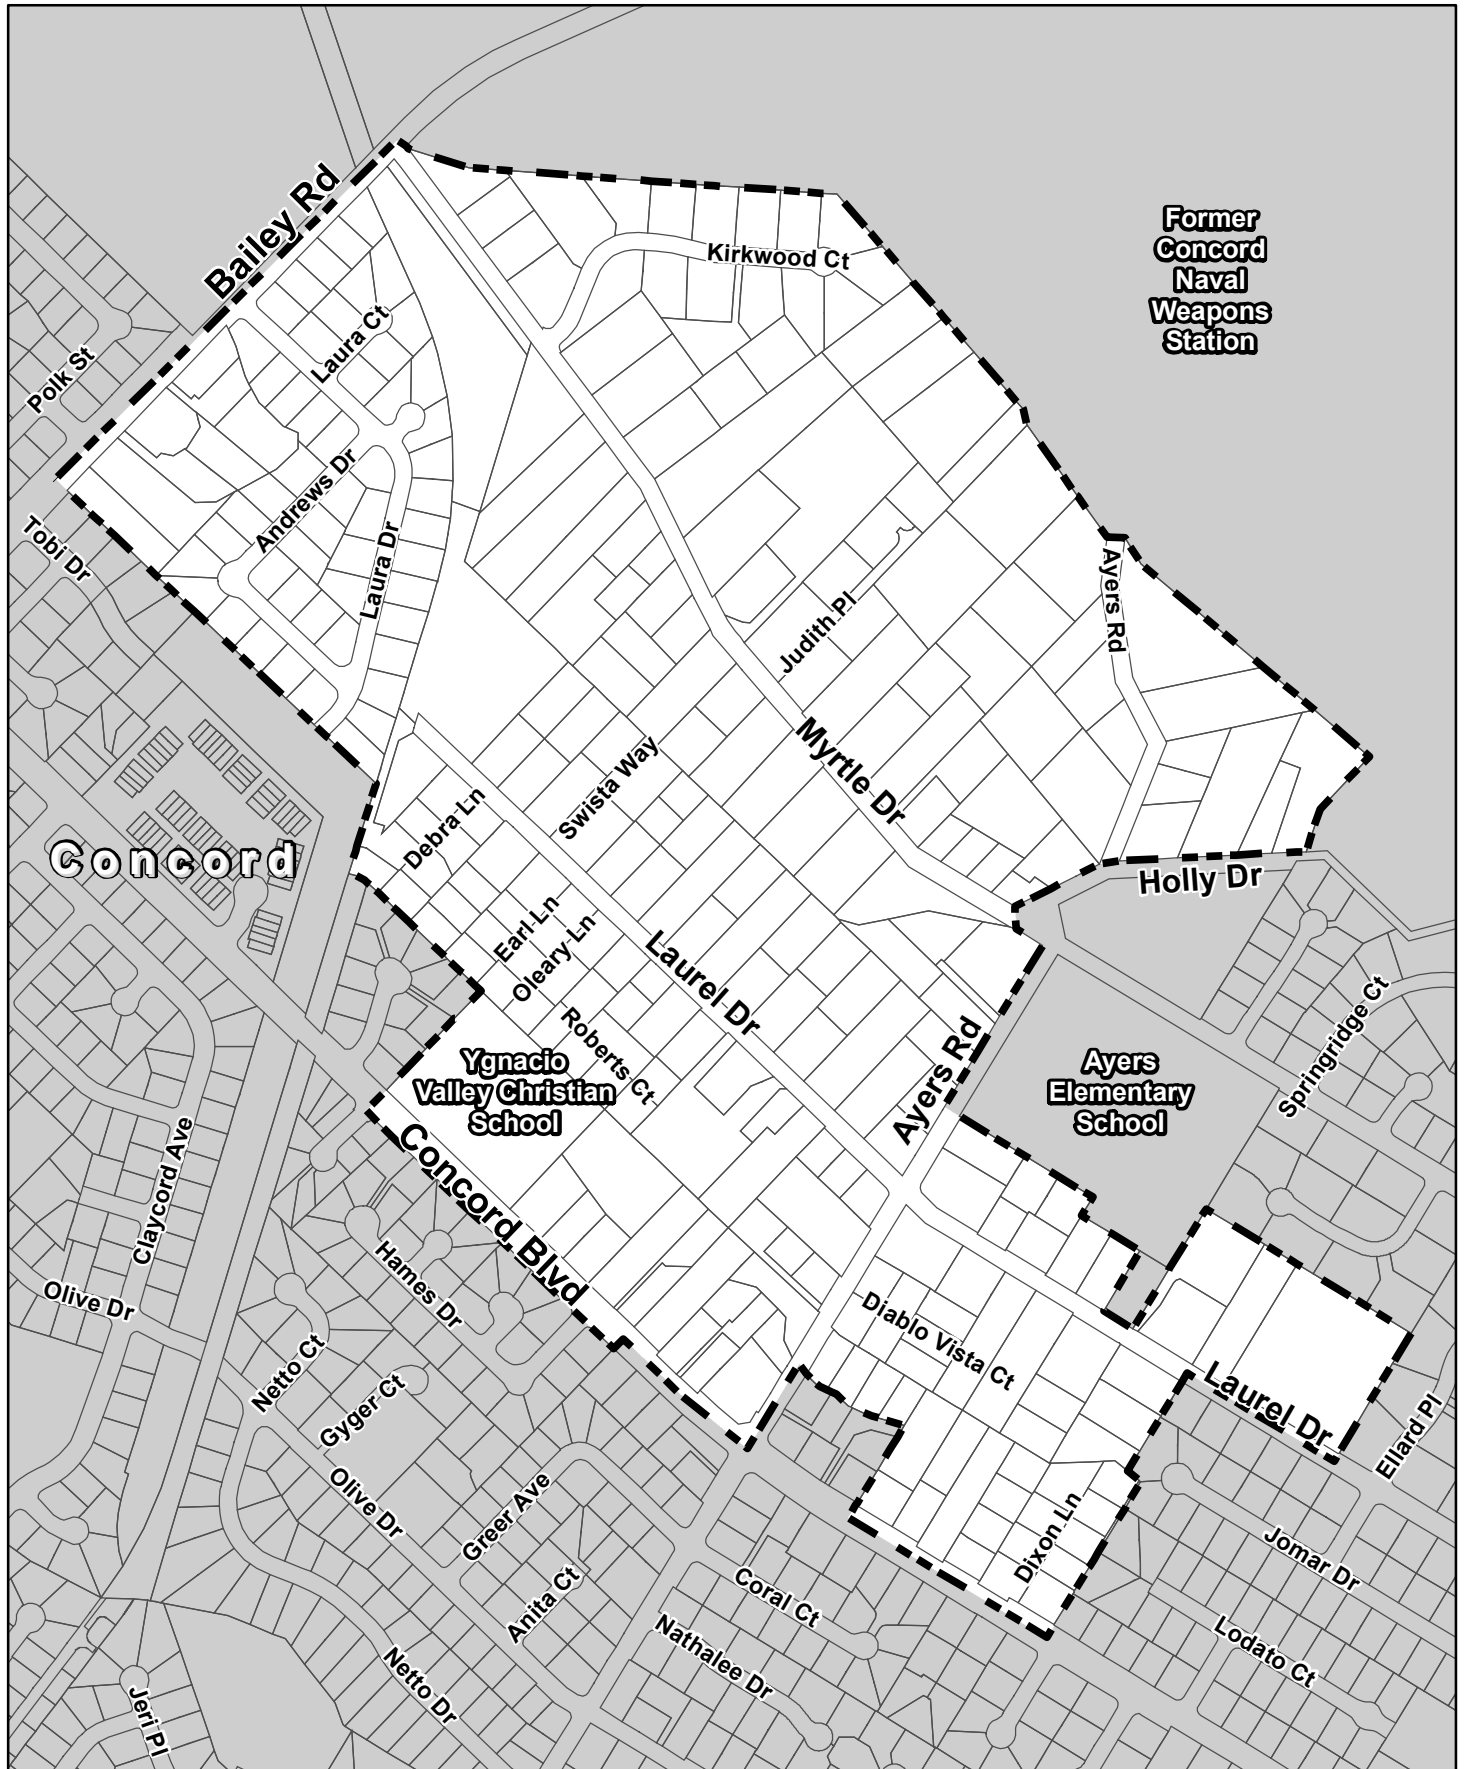 Bailey Rd
Former
Concord
Naval
Weapons
Station
Kirkwood Ct
Laura Ct
Polk St
Andrews Dr
Tobi Dr
Laura Dr
Ayers Rd
Judith Pl
Myrtle Dr
Swista Way
Debra Ln
Concord
Holly Dr
Earl Ln
Oleary Ln
Laurel Dr
Roberts Ct
Springridge Ct
Ygnacio
Valley Christian
School
Ayers Rd
Ayers
Elementary
School
Concord Blvd
Claycord Ave
Hames Dr
Olive Dr
Diablo Vista Ct
Netto Ct
Gyger Ct
Laurel Dr
Ellard Pl
Olive Dr
Greer Ave
Dixon Ln
Jomar Dr
Anita Ct
Coral Ct
Nathalee Dr
Lodato Ct
Netto Dr
Jeri Pl